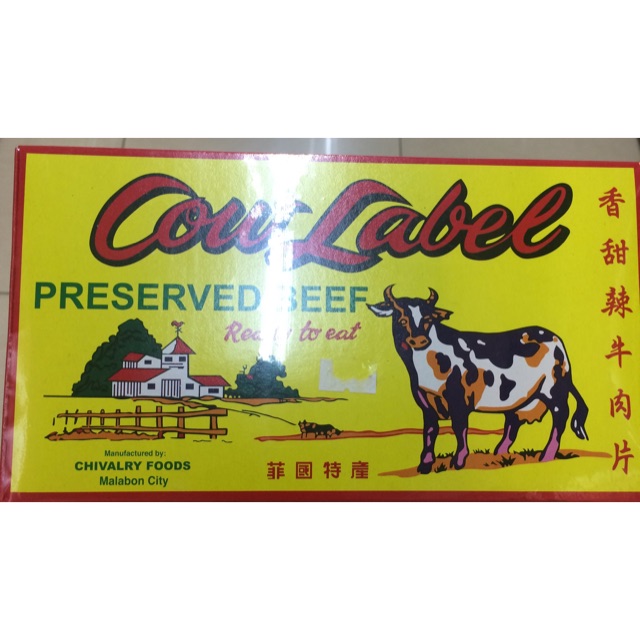 Cow Label
PRESERVED BEEF
Ready to eat
香甜辣牛肉片
Manufactured by:
CHIVALRY FOODS
Malabon City
菲國特產